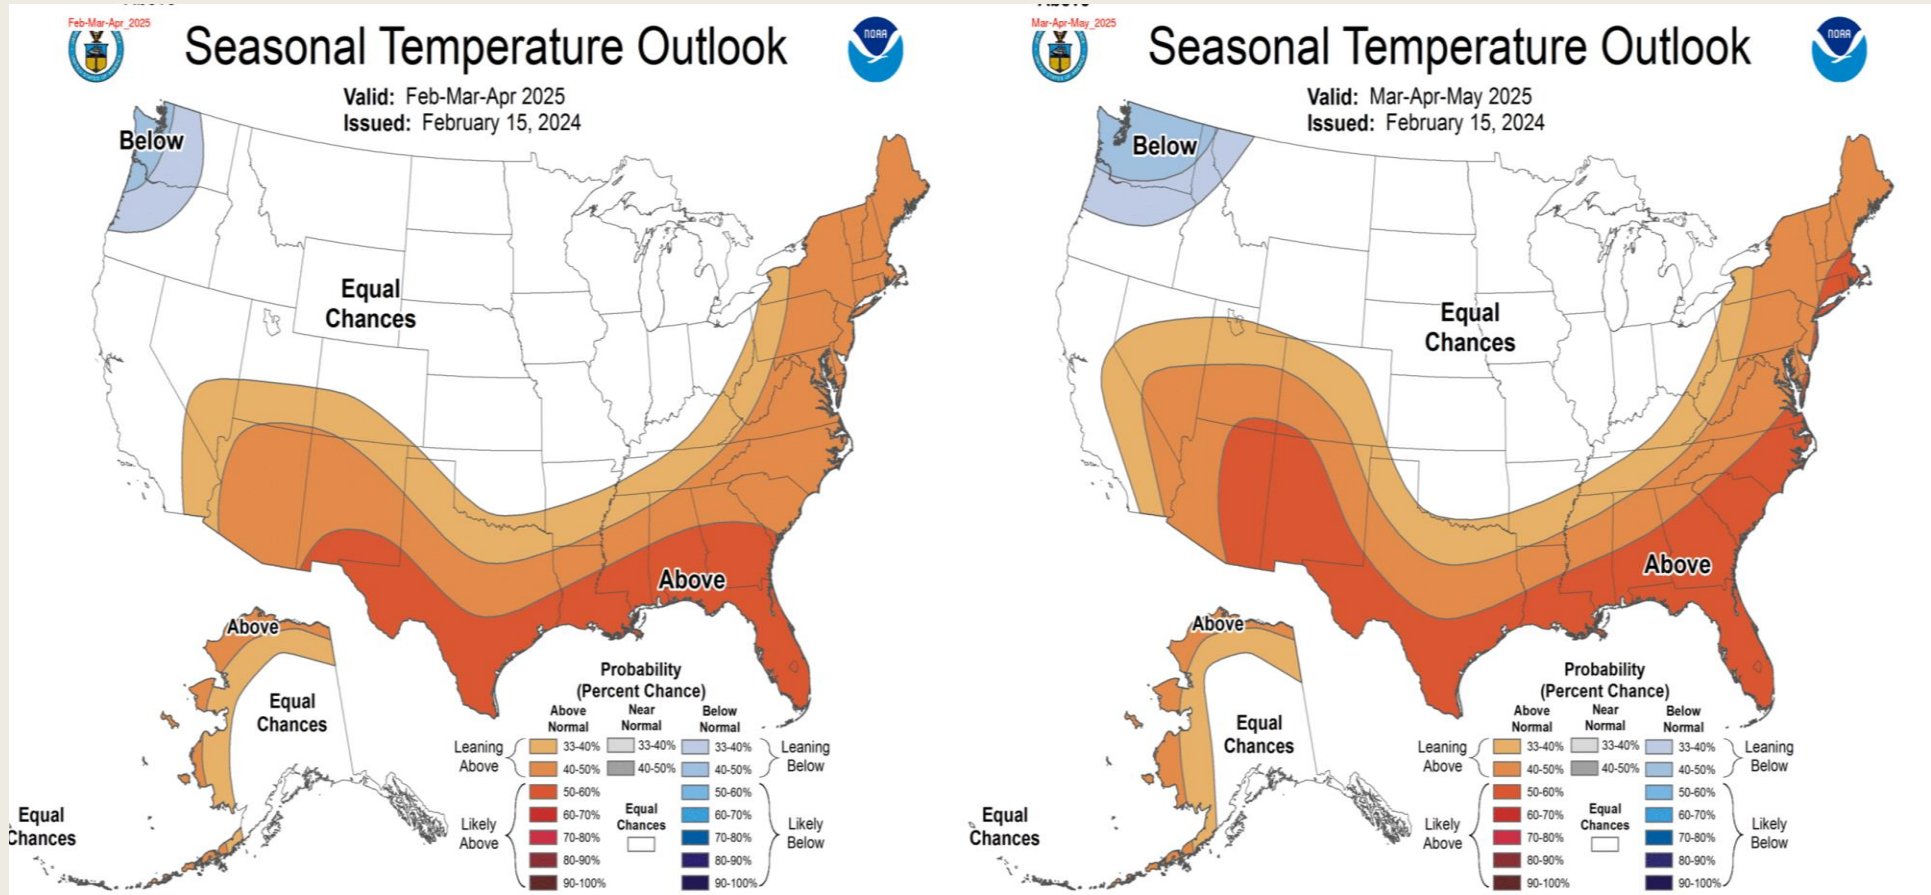 Feb-Mar-Apr_2025
Seasonal Temperature Outlook
NOAA
Valid: Feb-Mar-Apr 2025
Issued: February 15, 2024
Below
Equal
Chances
Above
Above
Equal
Chances
Equal
Chances
Probability
(Percent Chance)
Above
Normal
Near
Normal
Below
Normal
Leaning
Above
33-40%
33-40%
33-40%
Leaning
Below
40-50%
40-50%
40-50%
50-60%
50-60%
60-70%
60-70%
Likely
Above
Equal
Chances
Likely
Below
70-80%
70-80%
80-90%
80-90%
90-100%
90-100%
Above
Mar-Apr-May_2025
Seasonal Temperature Outlook
NOAA
Valid: Mar-Apr-May 2025
Issued: February 15, 2024
Below
Equal
Chances
Above
Above
Equal
Chances
Equal
Chances
Probability
(Percent Chance)
Above
Normal
Near
Normal
Below
Normal
Leaning
Above
33-40%
33-40%
33-40%
Leaning
Below
40-50%
40-50%
40-50%
50-60%
50-60%
60-70%
60-70%
Likely
Above
Equal
Chances
Likely
Below
70-80%
70-80%
80-90%
80-90%
90-100%
90-100%